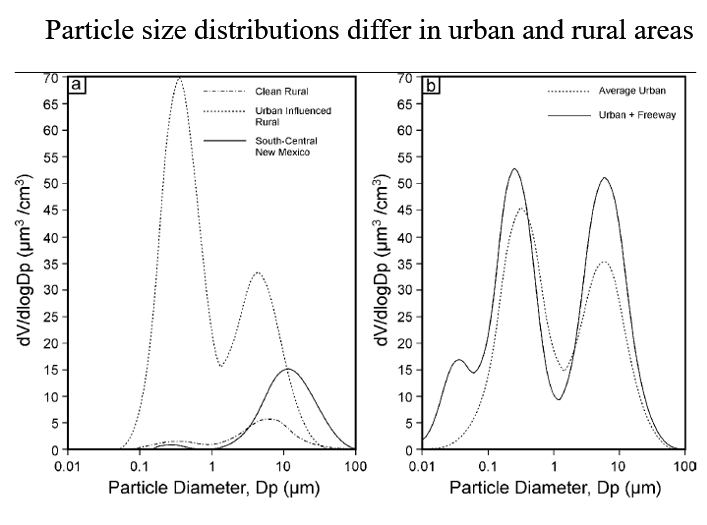 Particle size distributions differ in urban and rural areas
a
Clean Rural
Urban Influenced
Rural
South-Central
New Mexico
70
65
60
55
50
45
40
35
30
25
20
15
10
5
0
dV/dlogDp (µm³ /cm³)
0.01 0.1 1 10 100
Particle Diameter, Dp (µm)
b
Average Urban
Urban + Freeway
70
65
60
55
50
45
40
35
30
25
20
15
10
5
0
dV/dlogDp (µm³ /cm³)
0.01 0.1 1 10 100
Particle Diameter, Dp (µm)